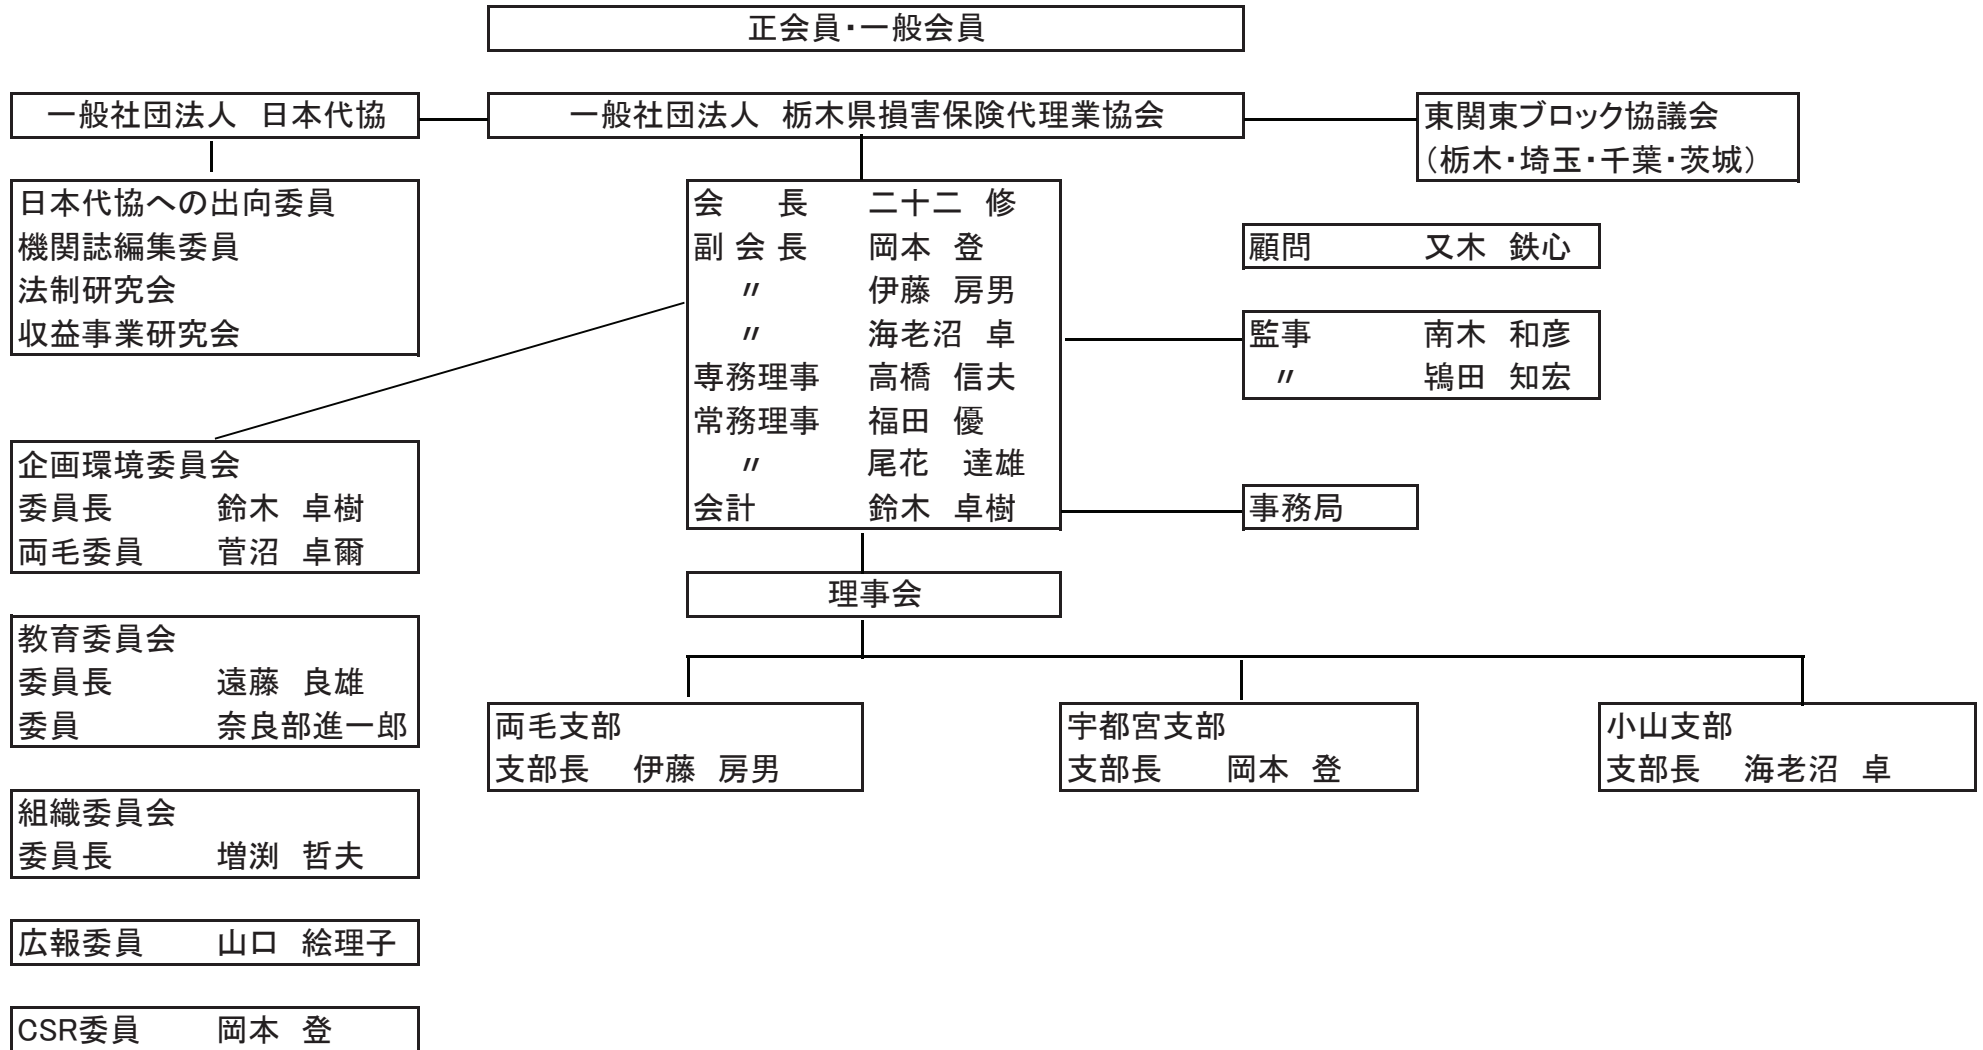 正会員・一般会員
一般社団法人 日本代協
一般社団法人 栃木県損害保険代理業協会
東関東ブロック協議会
（栃木・埼玉・千葉・茨城）
日本代協への出向委員
機関誌編集委員
法制研究会
収益事業研究会
会 長 二十二 修
副 会 長 岡本 登
〃 伊藤 房男
〃 海老沼 卓
専務理事 高橋 信夫
常務理事 福田 優
〃 尾花 達雄
会計 鈴木 卓樹
顧問 又木 鉄心
監事 南木 和彦
〃 鴇田 知宏
事務局
企画環境委員会
委員長 鈴木 卓樹
両毛委員 菅沼 卓爾
理事会
教育委員会
委員長 遠藤 良雄
委員 奈良部進一郎
両毛支部
支部長 伊藤 房男
宇都宮支部
支部長 岡本 登
小山支部
支部長 海老沼 卓
組織委員会
委員長 増渕 哲夫
広報委員 山口 絵理子
CSR委員 岡本 登